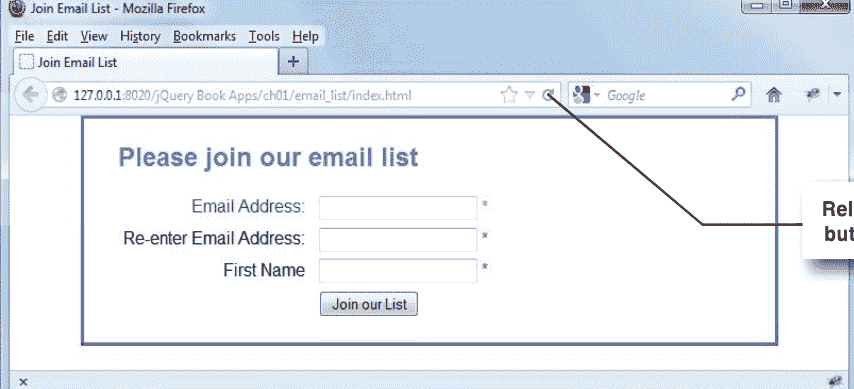 Join Email List - Mozilla Firefox
File Edit View History Bookmarks Tools Help
Join Email List +
127.0.0.1:8020/jQuery Book Apps/ch01/email_list/index.html Google
Please join our email list
Email Address: *
Re-enter Email Address: *
First Name *
Join our List
Rel
but
x